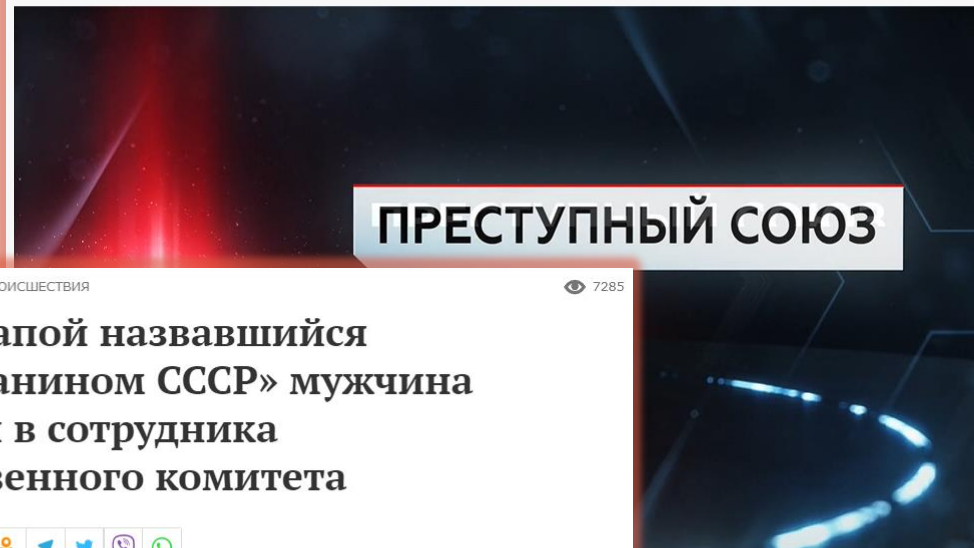 ПРЕСТУПНЫЙ СОЮЗ
ОИСШЕСТВИЯ
7285
апой назвавшийся
анином СССР» мужчина
в сотрудника
венного комитета